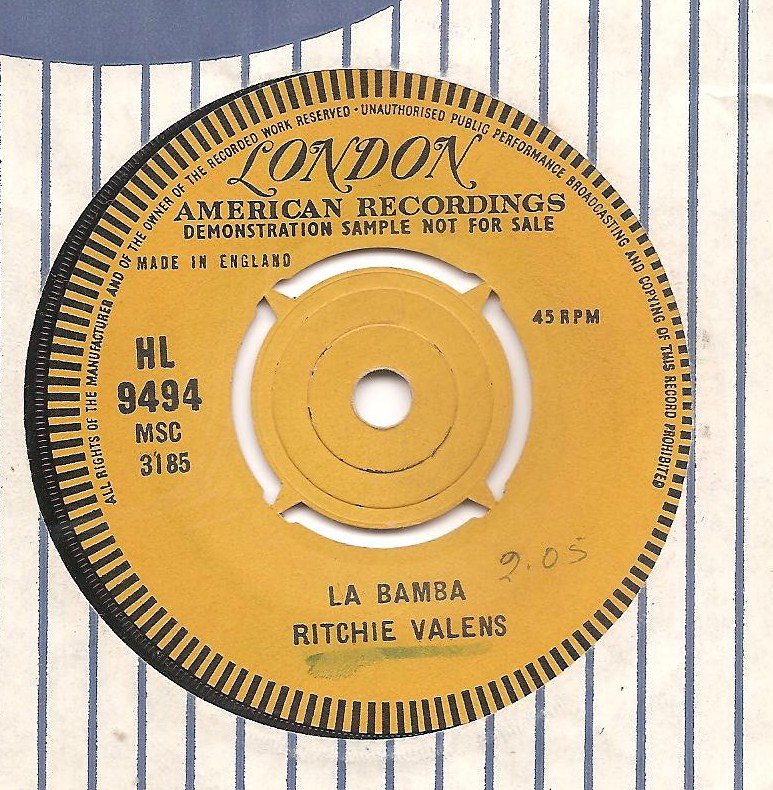 ALL RIGHTS OF THE MANUFACTURER AND OF THE OWNER OF THE RECORDED WORK RESERVED · UNAUTHORISED PUBLIC PERFORMANCE BROADCASTING AND COPYING OF THIS RECORD PROHIBITED
LONDON
AMERICAN RECORDINGS
DEMONSTRATION SAMPLE NOT FOR SALE
MADE IN ENGLAND
45 RPM
HL
9494
MSC
3185
2.05
LA BAMBA
RITCHIE VALENS